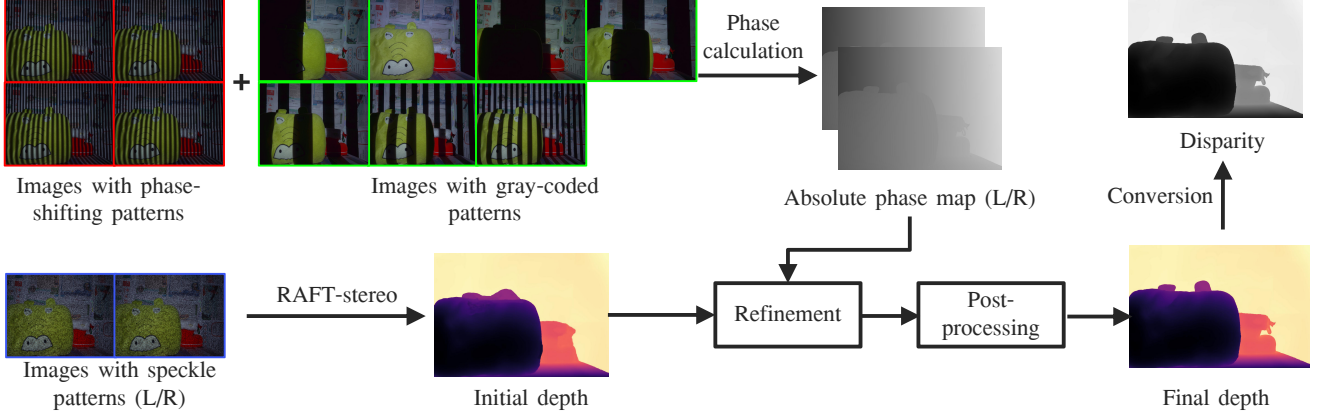 Images with phase-
shifting patterns
+
Images with gray-coded
patterns
Phase
calculation
Absolute phase map (L/R)
Disparity
Conversion
Images with speckle
patterns (L/R)
RAFT-stereo
Initial depth
Refinement
Post-
processing
Final depth